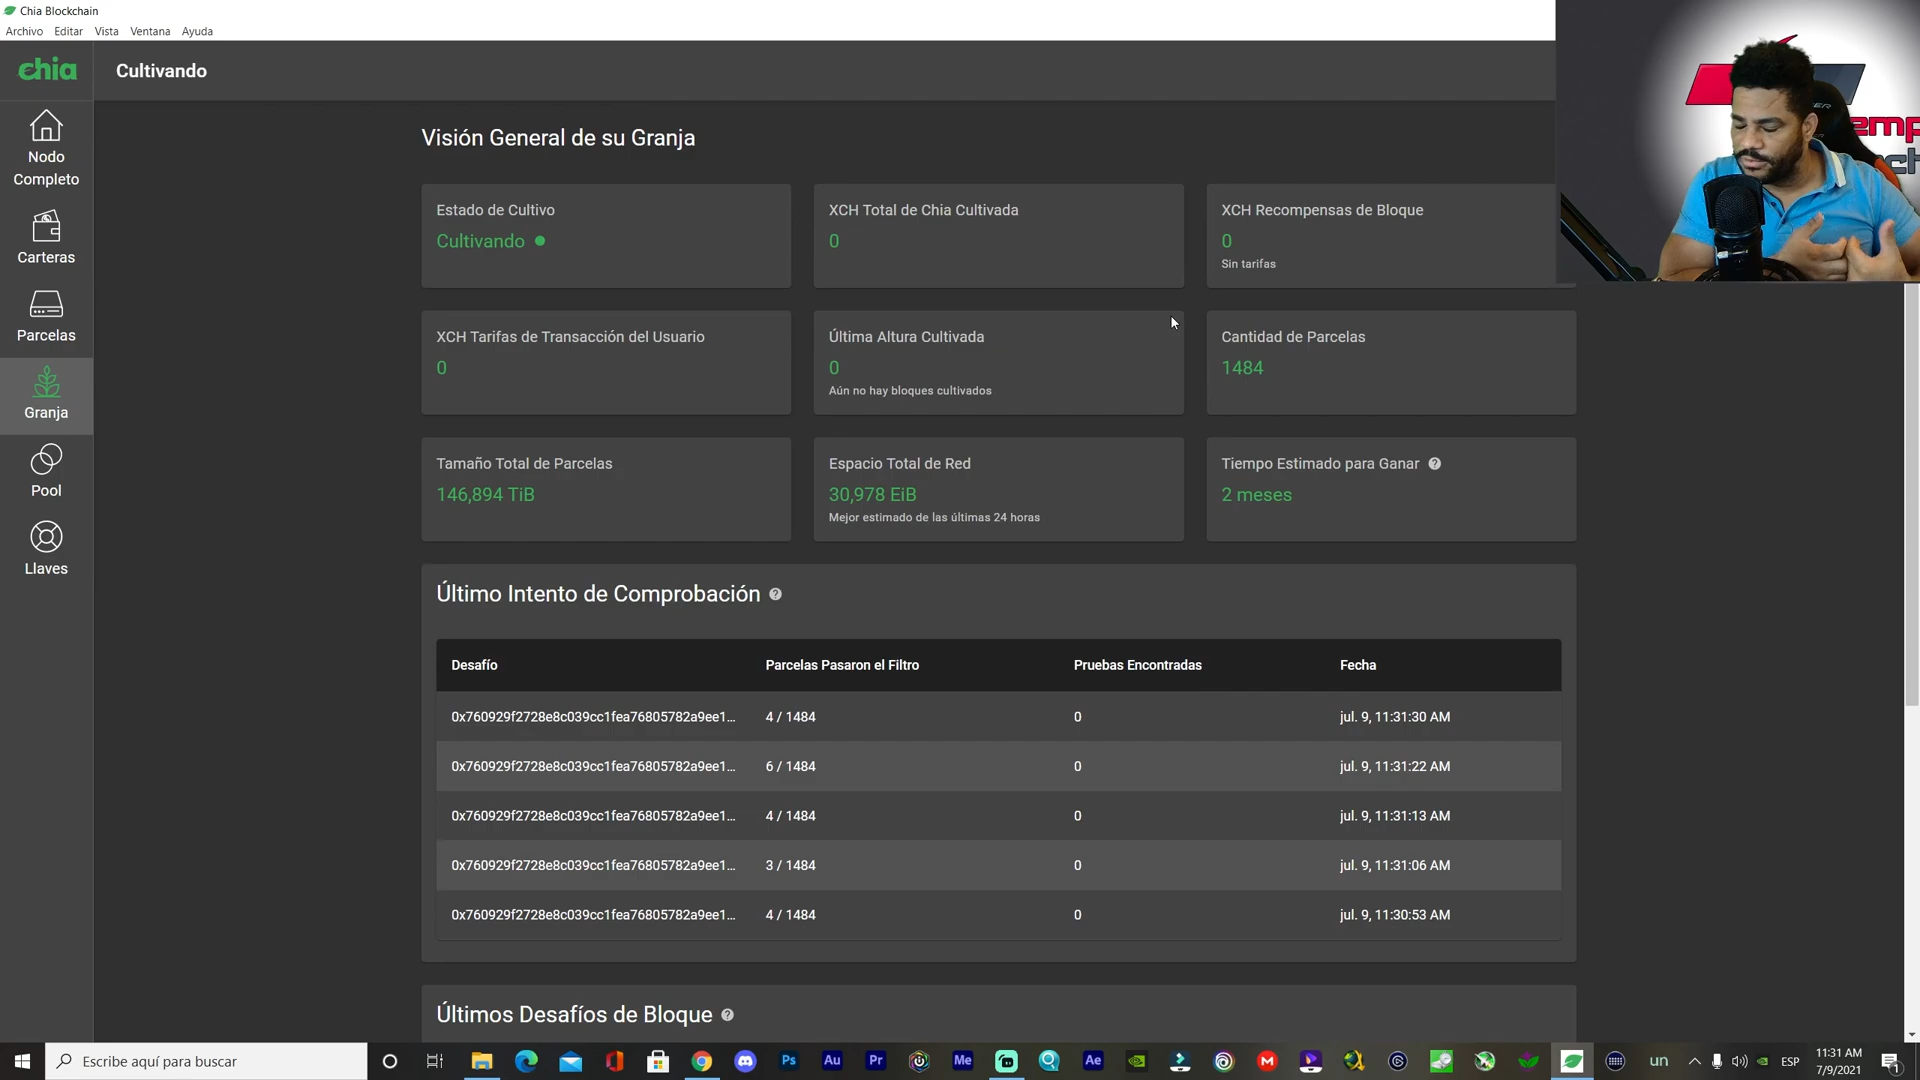 Chia Blockchain
Archivo Editar Vista Ventana Ayuda
chia
Cultivando
Nodo
Completo
Carteras
Parcelas
Granja
Pool
Llaves
Visión General de su Granja
Estado de Cultivo
Cultivando
XCH Total de Chia Cultivada
0
XCH Recompensas de Bloque
0
Sin tarifas
XCH Tarifas de Transacción del Usuario
0
Última Altura Cultivada
0
Aún no hay bloques cultivados
Cantidad de Parcelas
1484
Tamaño Total de Parcelas
146,894 TiB
Espacio Total de Red
30,978 EiB
Mejor estimado de las últimas 24 horas
Tiempo Estimado para Ganar ?
2 meses
Último Intento de Comprobación ?
Desafío Parcelas Pasaron el Filtro Pruebas Encontradas Fecha
0x760929f2728e8c039cc1fea76805782a9ee1... 4 / 1484 0 jul. 9, 11:31:30 AM
0x760929f2728e8c039cc1fea76805782a9ee1... 6 / 1484 0 jul. 9, 11:31:22 AM
0x760929f2728e8c039cc1fea76805782a9ee1... 4 / 1484 0 jul. 9, 11:31:13 AM
0x760929f2728e8c039cc1fea76805782a9ee1... 3 / 1484 0 jul. 9, 11:31:06 AM
0x760929f2728e8c039cc1fea76805782a9ee1... 4 / 1484 0 jul. 9, 11:30:53 AM
Últimos Desafíos de Bloque ?
Escribe aquí para buscar
Ps Au Pr Me Ae
un
ESP
11:31 AM
7/9/2021
1